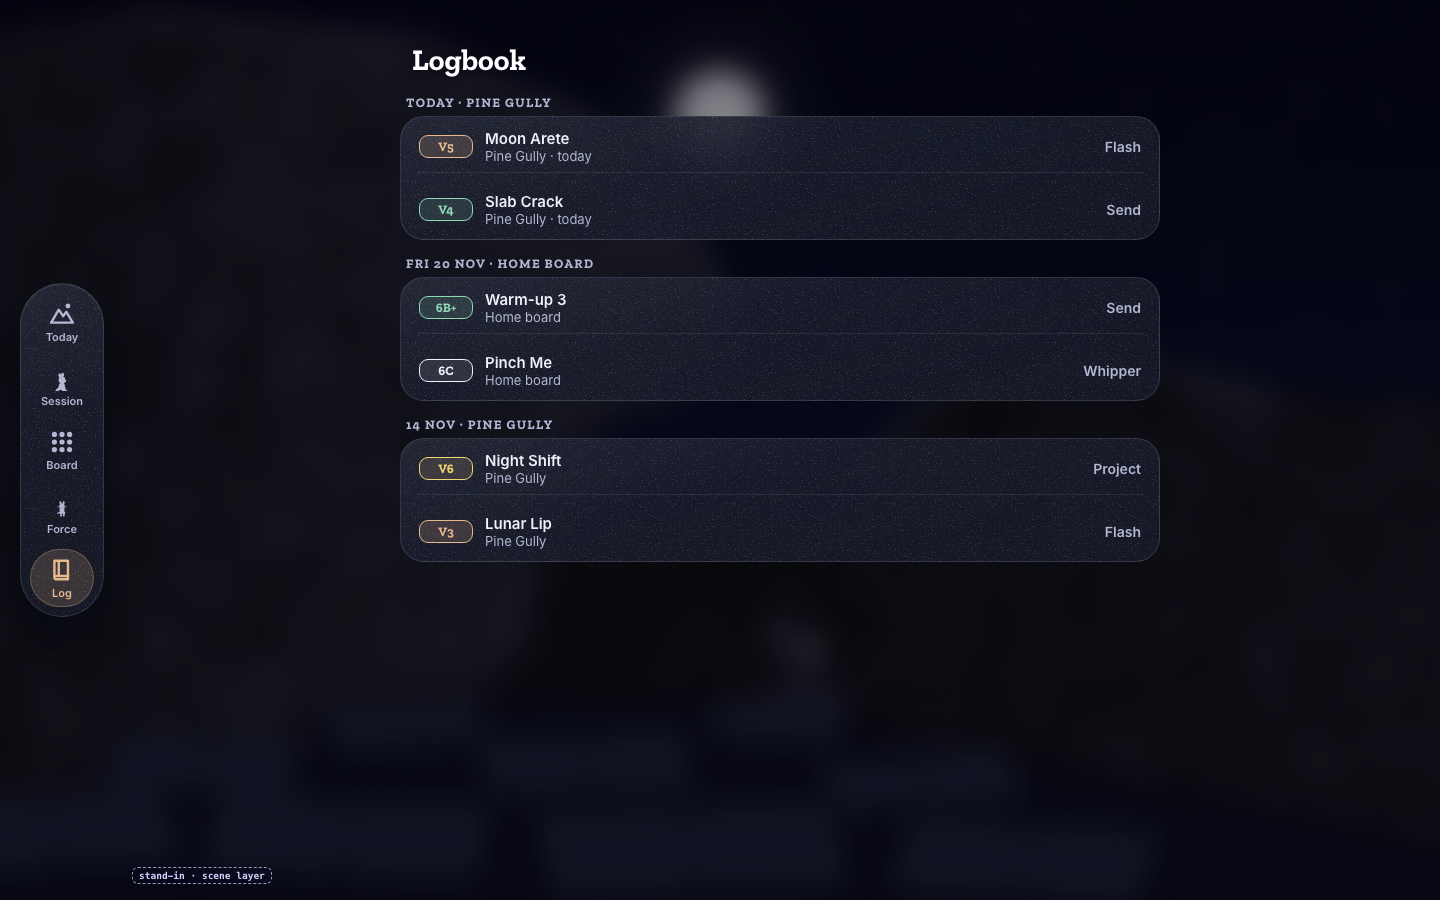 Logbook
TODAY · PINE GULLY
V5
Moon Arete
Pine Gully · today
Flash
V4
Slab Crack
Pine Gully · today
Send
FRI 20 NOV · HOME BOARD
6B+
Warm-up 3
Home board
Send
6C
Pinch Me
Home board
Whipper
14 NOV · PINE GULLY
V6
Night Shift
Pine Gully
Project
V3
Lunar Lip
Pine Gully
Flash
Today
Session
Board
Force
Log
stand-in · scene layer